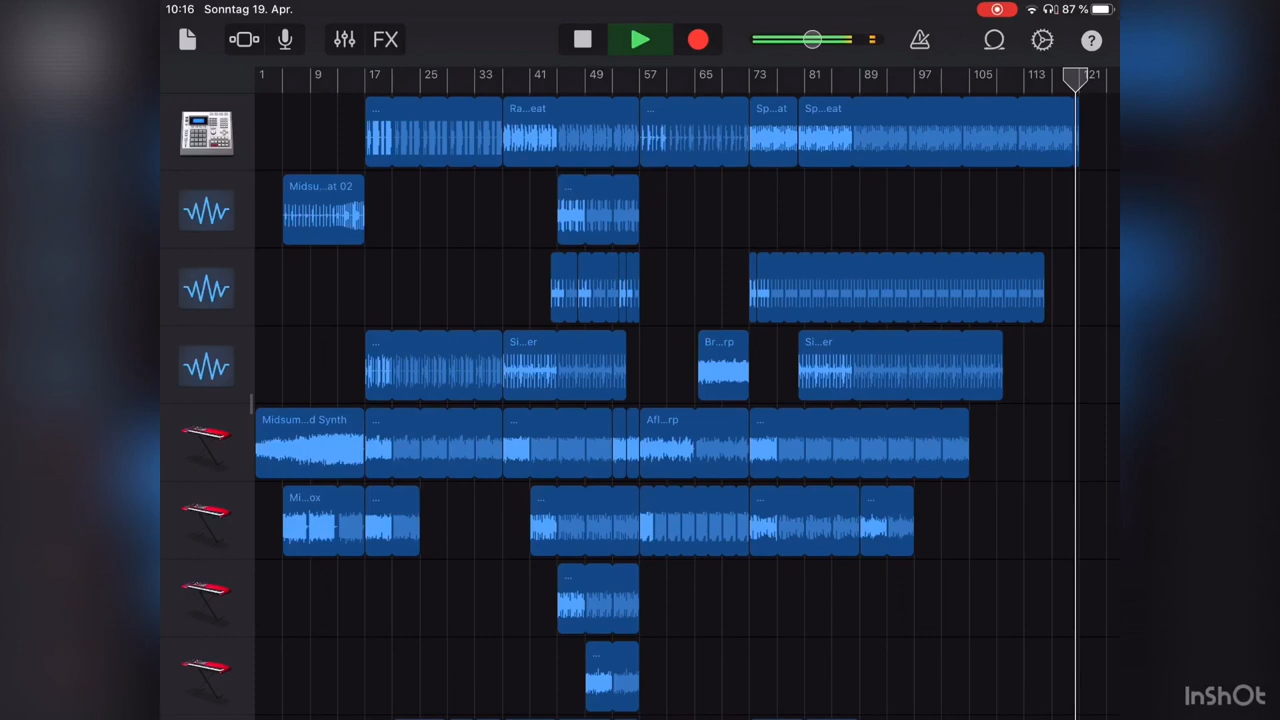 10:16 Sonntag 19. Apr. 87 %
FX ?
1 9 17 25 33 41 49 57 65 73 81 89 97 105 113 121
... Ra...eat ... Sp...at Sp...eat
Midsu...at 02 ...
... Si...er Br...rp Si...er
Midsum...d Synth ... ... Afl...rp ...
Mi...ox ... ... ... ...
...
...
InShOt